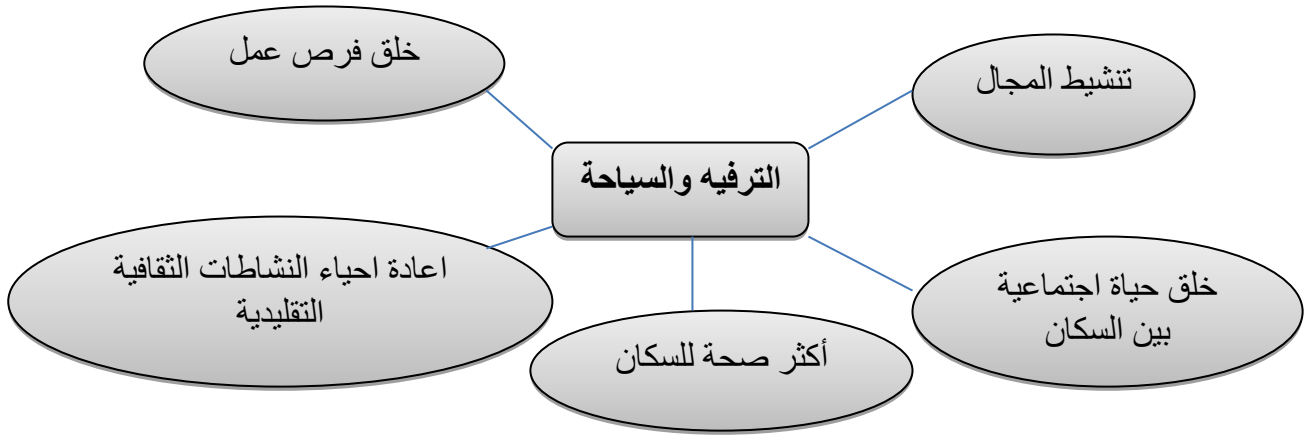 خلق فرص عمل
تنشيط المجال
الترفيه والسياحة
اعادة احياء النشاطات الثقافية
التقليدية
خلق حياة اجتماعية
بين السكان
أكثر صحة للسكان